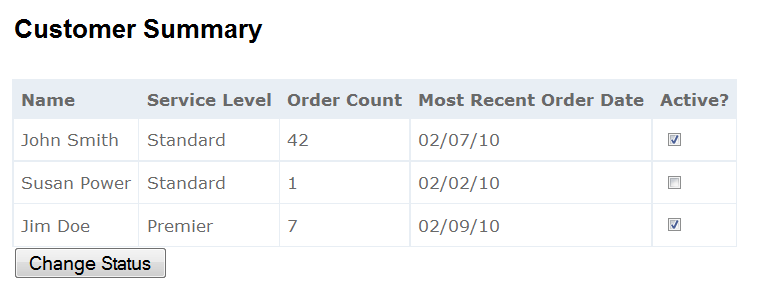 Customer Summary
Name Service Level Order Count Most Recent Order Date Active?
John Smith Standard 42 02/07/10
Susan Power Standard 1 02/02/10
Jim Doe Premier 7 02/09/10
Change Status